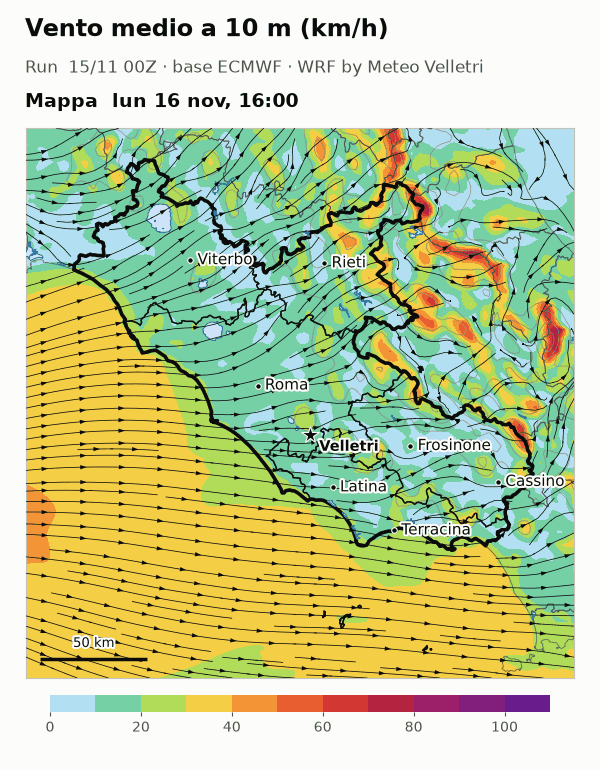 Vento medio a 10 m (km/h)
Run  15/11 00Z · base ECMWF · WRF by Meteo Velletri
Mappa  lun 16 nov, 16:00
Viterbo
Rieti
Roma
Velletri
Frosinone
Cassino
Latina
Terracina
50 km
0 20 40 60 80 100